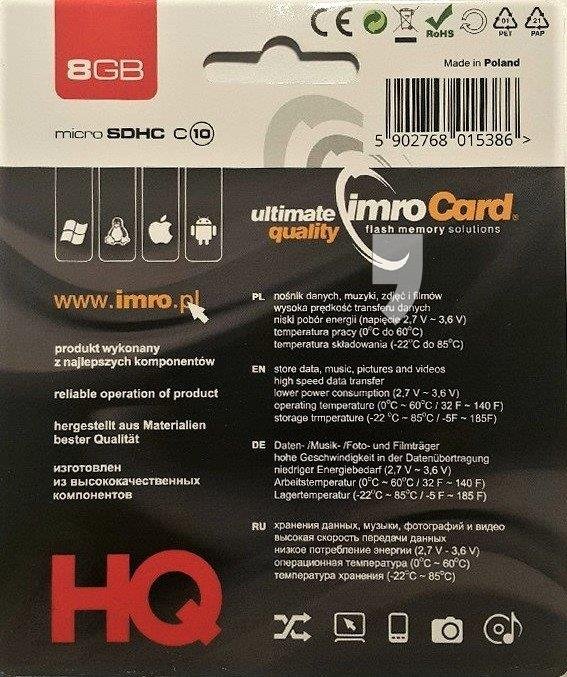 8GB
RoHS
01
PET
21
PAP
Made in Poland
micro SDHC C 10
5 902768 015386 >
ultimate
quality
imroCard
flash memory solutions
www.imro.pl
produkt wykonany
z najlepszych komponentów
reliable operation of product
hergestellt aus Materialien
bester Qualität
изготовлен
из высококачественных
компонентов
PL nośnik danych, muzyki, zdjęć i filmów
wysoka prędkość transferu danych
niski pobór energii (napięcie 2,7 V ~ 3,6 V)
temperatura pracy (0°C do 60°C)
temperatura składowania (-22°C do 85°C)
EN store data, music, pictures and videos
high speed data transfer
lower power consumption (2,7 V ~ 3,6 V)
operating temperature (0°C ~ 60°C / 32 F ~ 140 F)
storage trmperature (-22 °C ~ 85°C / -5F ~ 185F)
DE Daten- /Musik- /Foto- und Filmträger
hohe Geschwindigkeit in der Datenübertragung
niedriger Energiebedarf (2,7 V ~ 3,6 V)
Arbeitstemperatur (0°C ~ 60°C / 32 F ~ 140 F)
Lagertemperatur (-22°C ~ 85°C / -5 F ~ 185 F)
RU хранения данных, музыки, фотографий и видео
высокая скорость передачи данных
низкое потребление энергии (2,7 V - 3,6 V)
операционная температура (0°C ~ 60°C)
температура хранения (-22°C ~ 85°C)
HQ